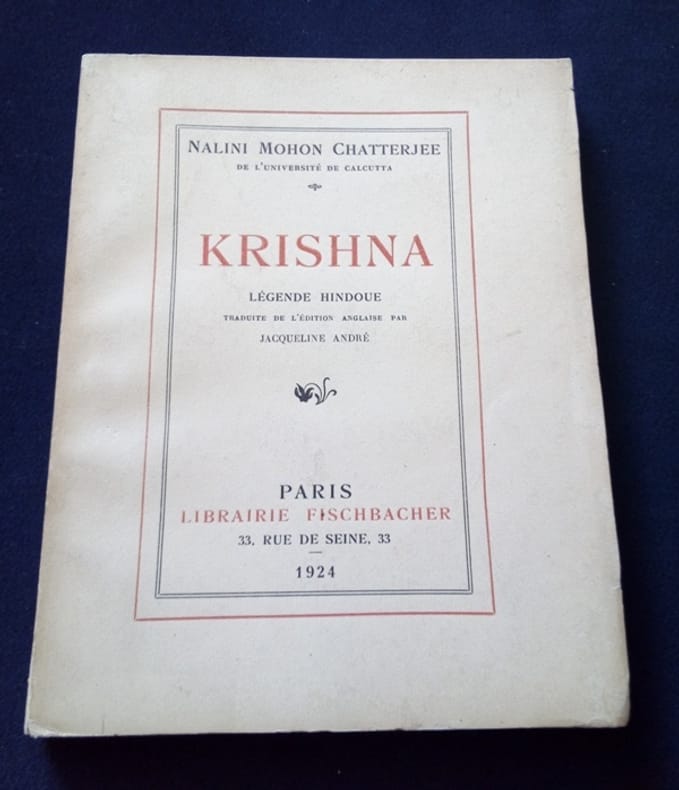 NALINI MOHON CHATTERJEE
DE L'UNIVERSITÉ DE CALCUTTA
KRISHNA
LÉGENDE HINDOUE
TRADUITE DE L'ÉDITION ANGLAISE PAR
JACQUELINE ANDRÉ
PARIS
LIBRAIRIE FISCHBACHER
33, RUE DE SEINE, 33
1924